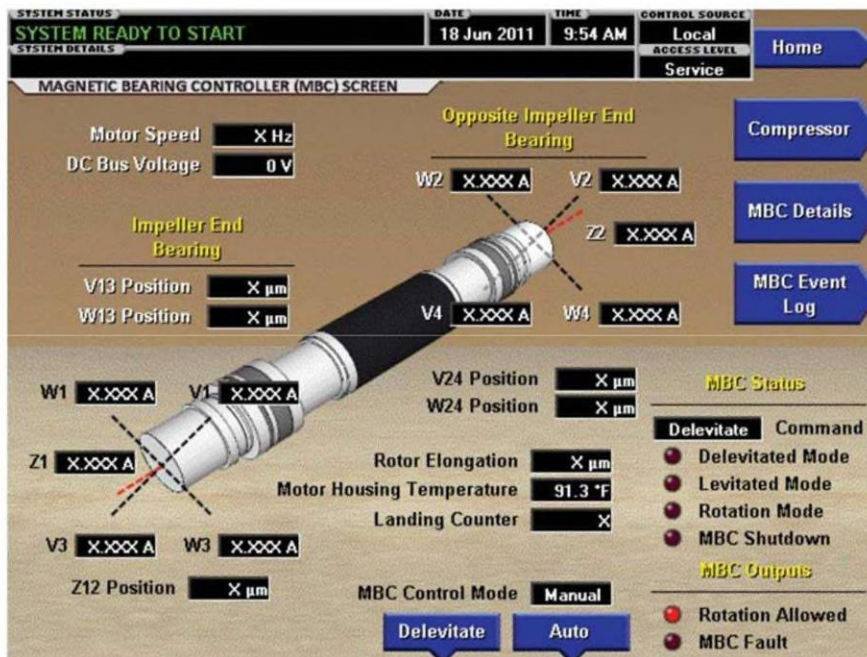 SYSTEM STATUS
SYSTEM READY TO START
DATE
18 Jun 2011
TIME
9:54 AM
CONTROL SOURCE
Local
ACCESS LEVEL
Service
SYSTEM DETAILS
Home
MAGNETIC BEARING CONTROLLER (MBC) SCREEN
Motor Speed X Hz
DC Bus Voltage 0 V
Opposite Impeller End
Bearing
W2 X.XXX A
V2 X.XXX A
Z2 X.XXX A
V4 X.XXX A
W4 X.XXX A
Compressor
MBC Details
MBC Event
Log
Impeller End
Bearing
V13 Position X µm
W13 Position X µm
W1 X.XXX A
V1 X.XXX A
Z1 X.XXX A
V3 X.XXX A
W3 X.XXX A
Z12 Position X µm
V24 Position X µm
W24 Position X µm
Rotor Elongation X µm
Motor Housing Temperature 91.3 °F
Landing Counter X
MBC Control Mode Manual
Delevitate
Auto
MBC Status
Delevitate Command
Delevitated Mode
Levitated Mode
Rotation Mode
MBC Shutdown
MBC Outputs
Rotation Allowed
MBC Fault